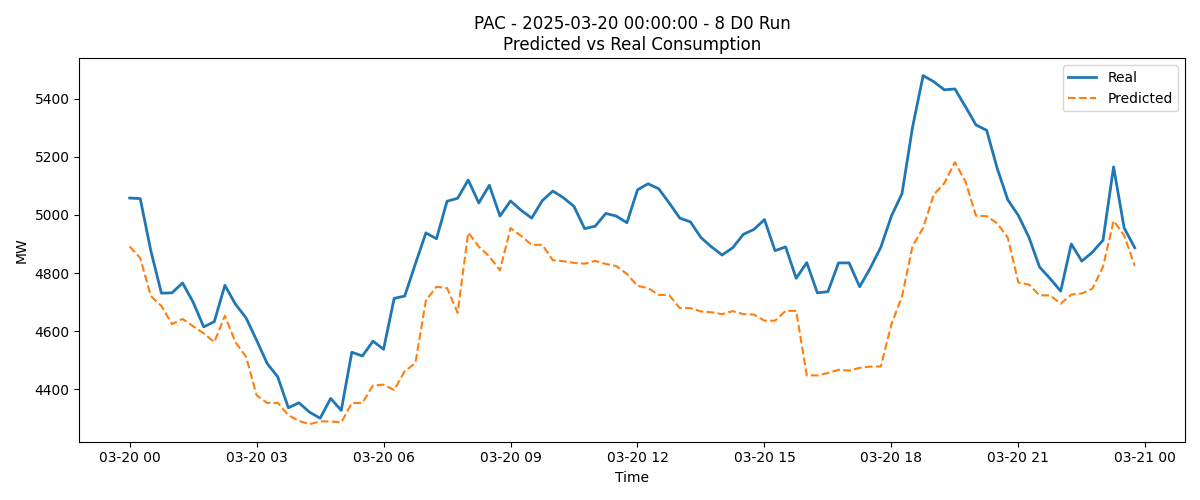 PAC - 2025-03-20 00:00:00 - 8 D0 Run
Predicted vs Real Consumption
Real
Predicted
5400
5200
5000
4800
4600
4400
MW
03-20 00
03-20 03
03-20 06
03-20 09
03-20 12
03-20 15
03-20 18
03-20 21
03-21 00
Time